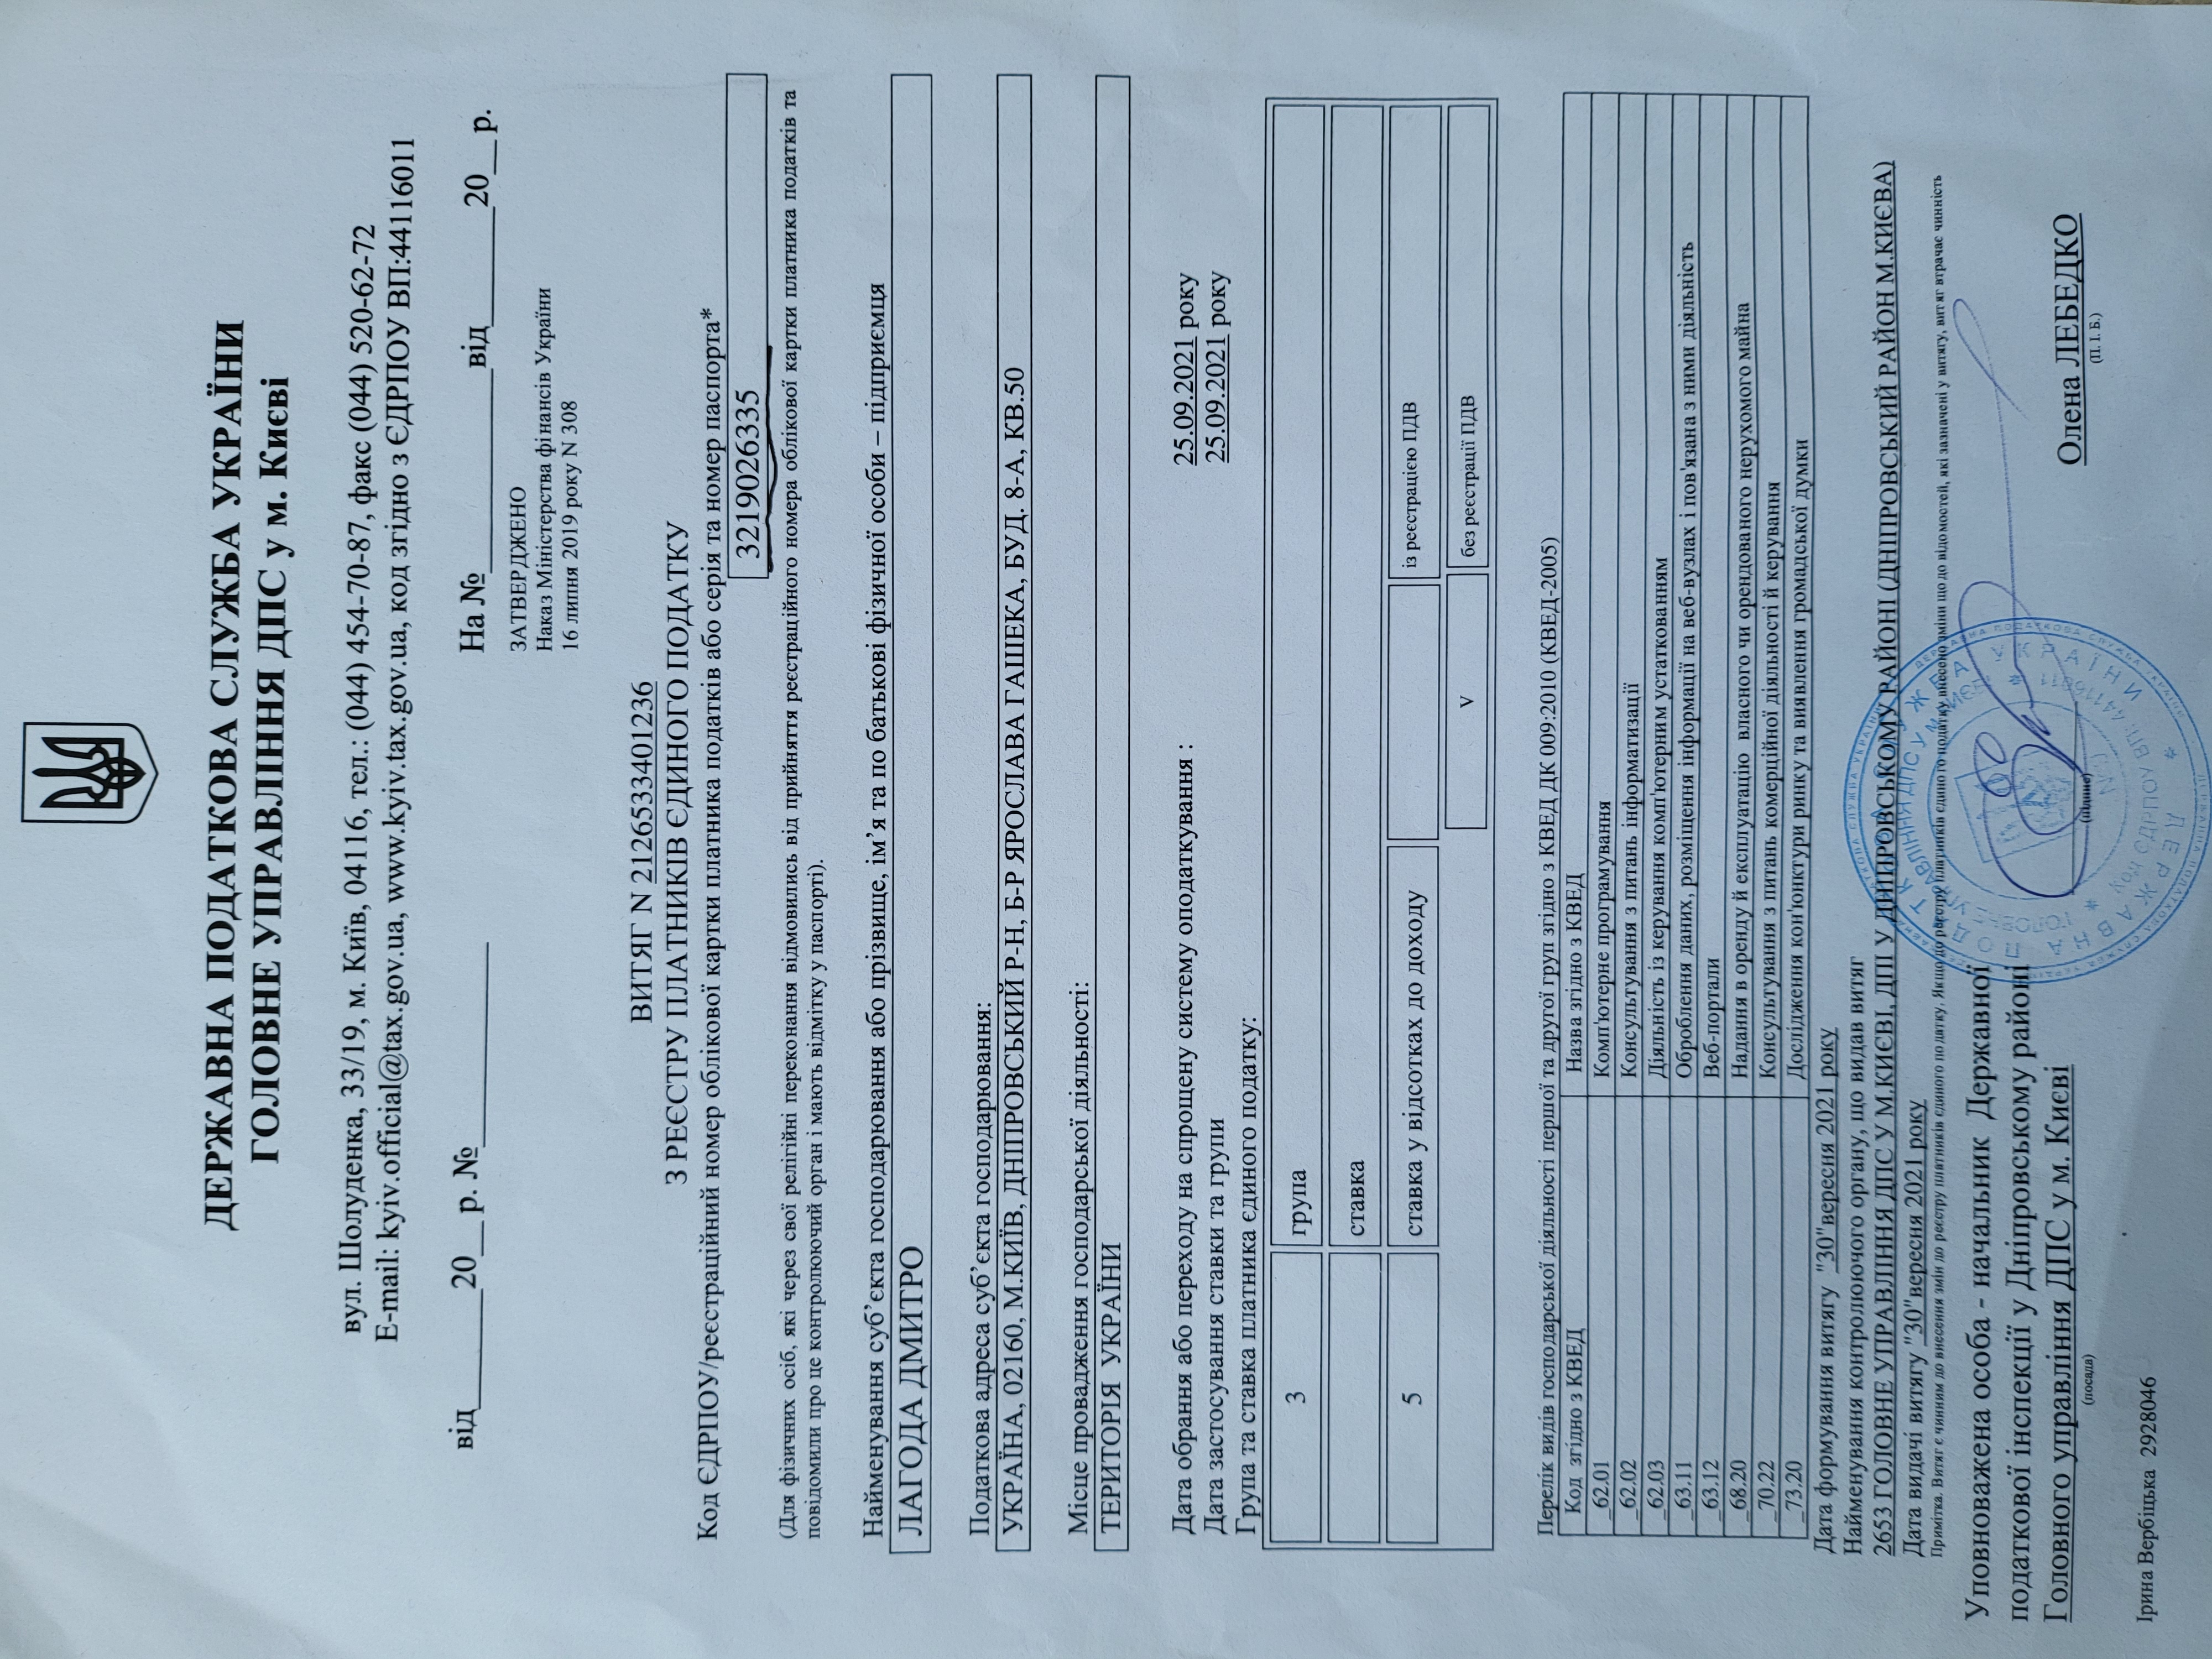 ДЕРЖАВНА ПОДАТКОВА СЛУЖБА УКРАЇНИ
ГОЛОВНЕ УПРАВЛІННЯ ДПС у м. Києві
вул. Шолуденка, 33/19, м. Київ, 04116, тел.: (044) 454-70-87, факс (044) 520-62-72
E-mail: kyiv.official@tax.gov.ua, www.kyiv.tax.gov.ua, код згідно з ЄДРПОУ ВП:44116011
від_______20__ р. №____________ На №____________від_______20__ р.
ЗАТВЕРДЖЕНО
Наказ Міністерства фінансів України
16 липня 2019 року N 308
ВИТЯГ N 2126533401236
З РЕЄСТРУ ПЛАТНИКІВ ЄДИНОГО ПОДАТКУ
Код ЄДРПОУ/реєстраційний номер облікової картки платника податків або серія та номер паспорта*
3219026335
(Для фізичних осіб, які через свої релігійні переконання відмовились від прийняття реєстраційного номера облікової картки платника податків та
повідомили про це контролюючий орган і мають відмітку у паспорті).
Найменування суб’єкта господарювання або прізвище, ім’я та по батькові фізичної особи – підприємця
ЛАГОДА ДМИТРО
Податкова адреса суб’єкта господарювання:
УКРАЇНА, 02160, М.КИЇВ, ДНІПРОВСЬКИЙ Р-Н, Б-Р ЯРОСЛАВА ГАШЕКА, БУД. 8-А, КВ.50
Місце провадження господарської діяльності:
ТЕРИТОРІЯ УКРАЇНИ
Дата обрання або переходу на спрощену систему оподаткування : 25.09.2021 року
Дата застосування ставки та групи 25.09.2021 року
Група та ставка платника єдиного податку:
3 група
ставка
5 ставка у відсотках до доходу із реєстрацією ПДВ
V без реєстрації ПДВ
Перелік видів господарської діяльності першої та другої груп згідно з КВЕД ДК 009:2010 (КВЕД-2005)
Код згідно з КВЕД Назва згідно з КВЕД
_62.01 Комп'ютерне програмування
_62.02 Консультування з питань інформатизації
_62.03 Діяльність із керування комп'ютерним устаткованням
_63.11 Оброблення даних, розміщення інформації на веб-вузлах і пов'язана з ними діяльність
_63.12 Веб-портали
_68.20 Надання в оренду й експлуатацію власного чи орендованого нерухомого майна
_70.22 Консультування з питань комерційної діяльності й керування
_73.20 Дослідження кон'юнктури ринку та виявлення громадської думки
Дата формування витягу "30"вересня 2021 року
Найменування контролюючого органу, що видав витяг
2653 ГОЛОВНЕ УПРАВЛІННЯ ДПС У М.КИЄВІ, ДПІ У ДНІПРОВСЬКОМУ РАЙОНІ (ДНІПРОВСЬКИЙ РАЙОН М.КИЄВА)
Дата видачі витягу "30"вересня 2021 року
Примітка. Витяг є чинним до внесення змін до реєстру платників єдиного податку. Якщо до реєстру платників єдиного податку внесено зміни щодо відомостей, які зазначені у витягу, витяг втрачає чинність
Уповноважена особа - начальник Державної
податкової інспекції у Дніпровському районі
Головного управління ДПС у м. Києві
(посада)
(підпис)
Олена ЛЕБЕДКО
(П. І. Б.)
ДЕРЖАВНА ПОДАТКОВА СЛУЖБА УКРАЇНИ
ГОЛОВНЕ УПРАВЛІННЯ ДПС У М.КИЄВІ
Код ЄДРПОУ ВП: 44116011
Ірина Вербіцька 2928046